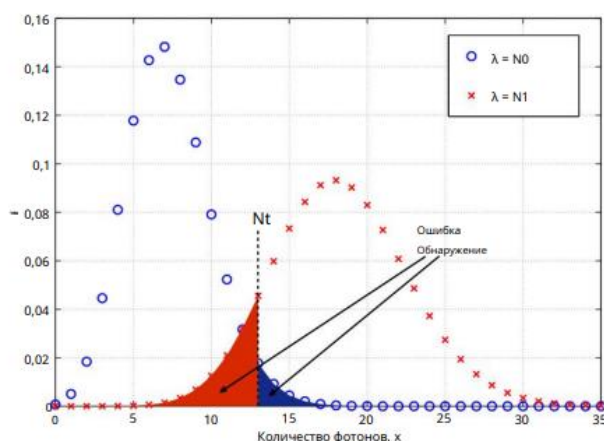 0,16
0,14
0,12
0,1
0,08
0,06
0,04
0,02
0
λ = N0
λ = N1
Nt
Ошибка
Обнаружение
0 5 10 15 20 25 30 35
Количество фотонов, x